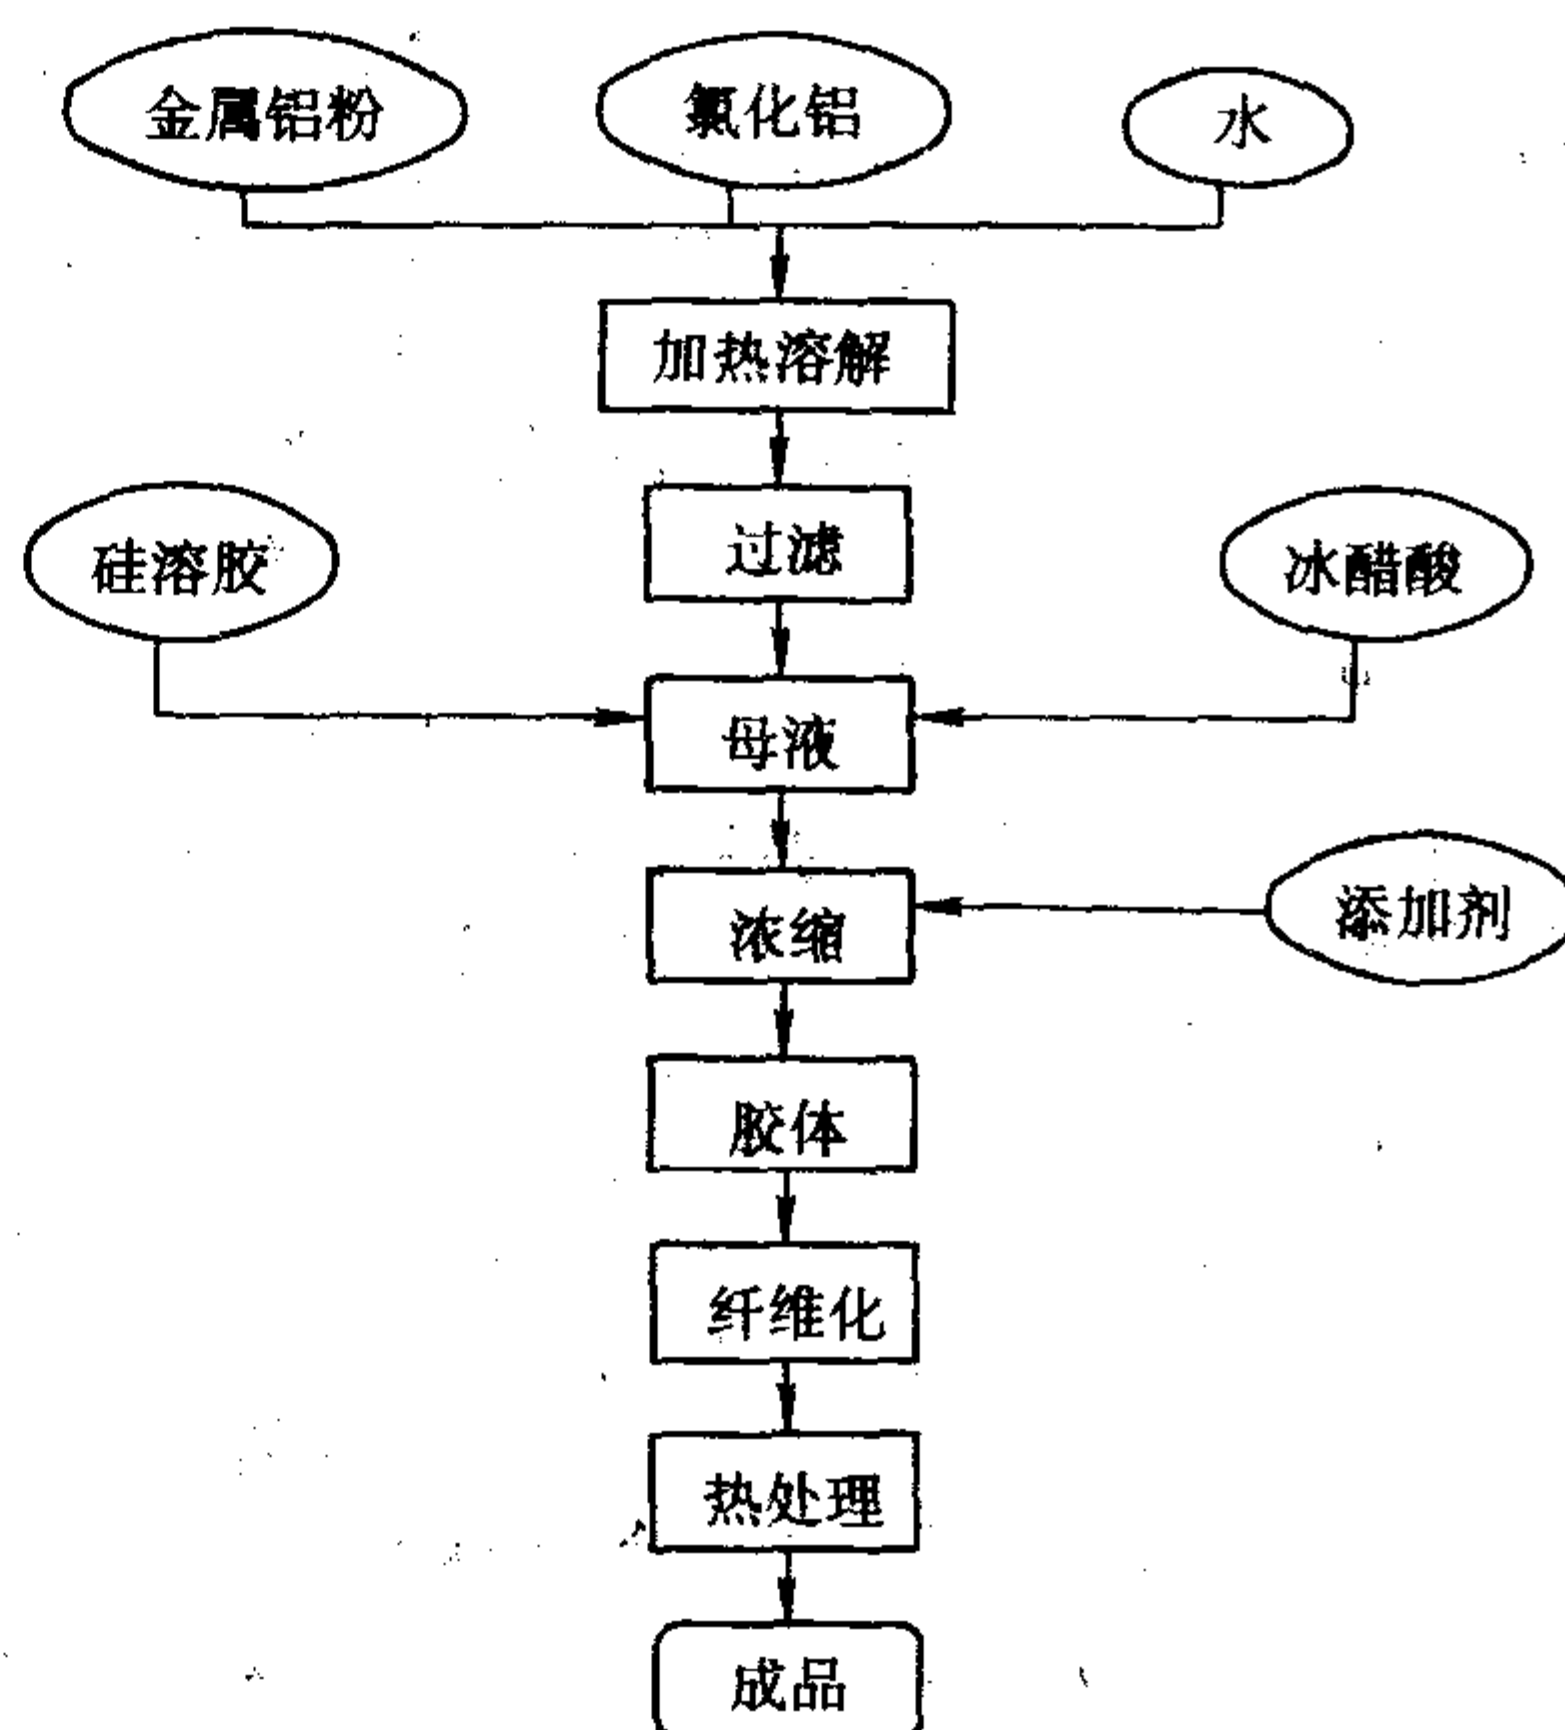 金属铝粉
氯化铝
水
加热溶解
过滤
硅溶胶
冰醋酸
母液
浓缩
添加剂
胶体
纤维化
热处理
成品